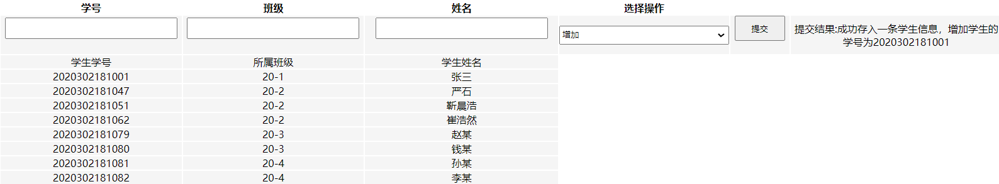 学号 班级 姓名 选择操作
增加 提交 提交结果:成功存入一条学生信息，增加学生的
学号为2020302181001
学生学号 所属班级 学生姓名
2020302181001 20-1 张三
2020302181047 20-2 严石
2020302181051 20-2 靳晨浩
2020302181062 20-2 崔浩然
2020302181079 20-3 赵某
2020302181080 20-3 钱某
2020302181081 20-4 孙某
2020302181082 20-4 李某